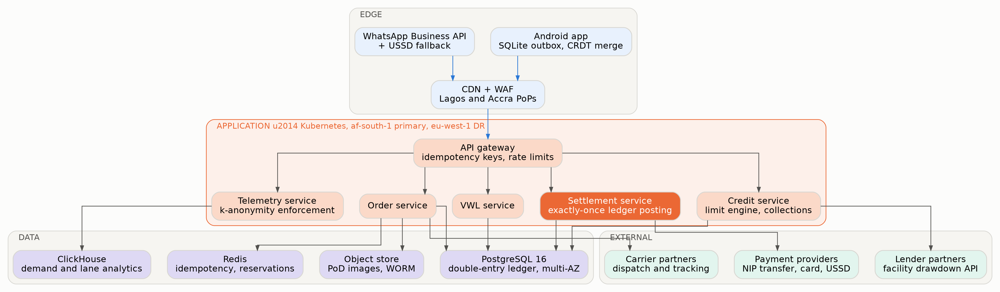 EDGE
WhatsApp Business API
+ USSD fallback
Android app
SQLite outbox, CRDT merge
CDN + WAF
Lagos and Accra PoPs
APPLICATION u2014 Kubernetes, af-south-1 primary, eu-west-1 DR
API gateway
idempotency keys, rate limits
Telemetry service
k-anonymity enforcement
Order service
VWL service
Settlement service
exactly-once ledger posting
Credit service
limit engine, collections
DATA
ClickHouse
demand and lane analytics
Redis
idempotency, reservations
Object store
PoD images, WORM
PostgreSQL 16
double-entry ledger, multi-AZ
EXTERNAL
Carrier partners
dispatch and tracking
Payment providers
NIP transfer, card, USSD
Lender partners
facility drawdown API